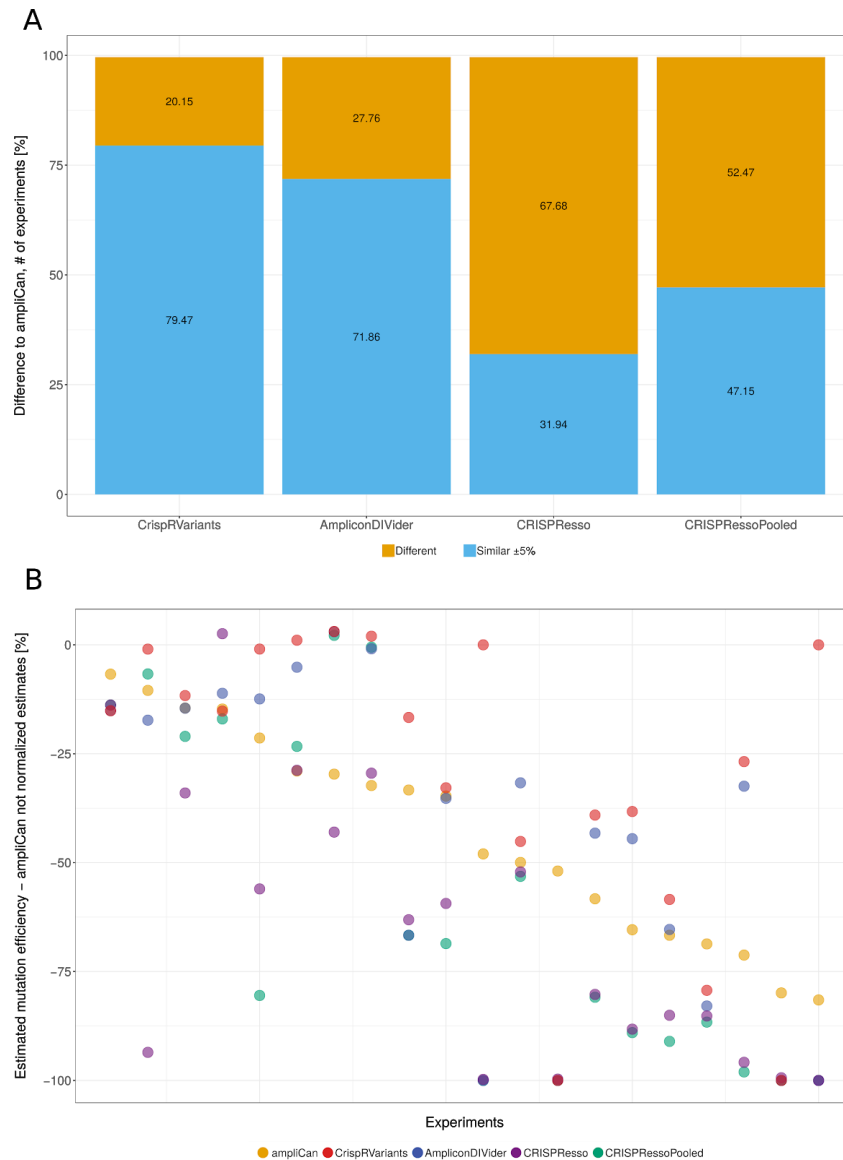 A
Difference to ampliCan, # of experiments [%]
100
75
50
25
0
20.15
27.76
67.68
52.47
79.47
71.86
31.94
47.15
CrispRVariants
AmpliconDIVider
CRISPResso
CRISPRessoPooled
Different
Similar ±5%
B
Estimated mutation efficiency − ampliCan not normalized estimates [%]
0
−25
−50
−75
−100
Experiments
ampliCan
CrispRVariants
AmpliconDIVider
CRISPResso
CRISPRessoPooled